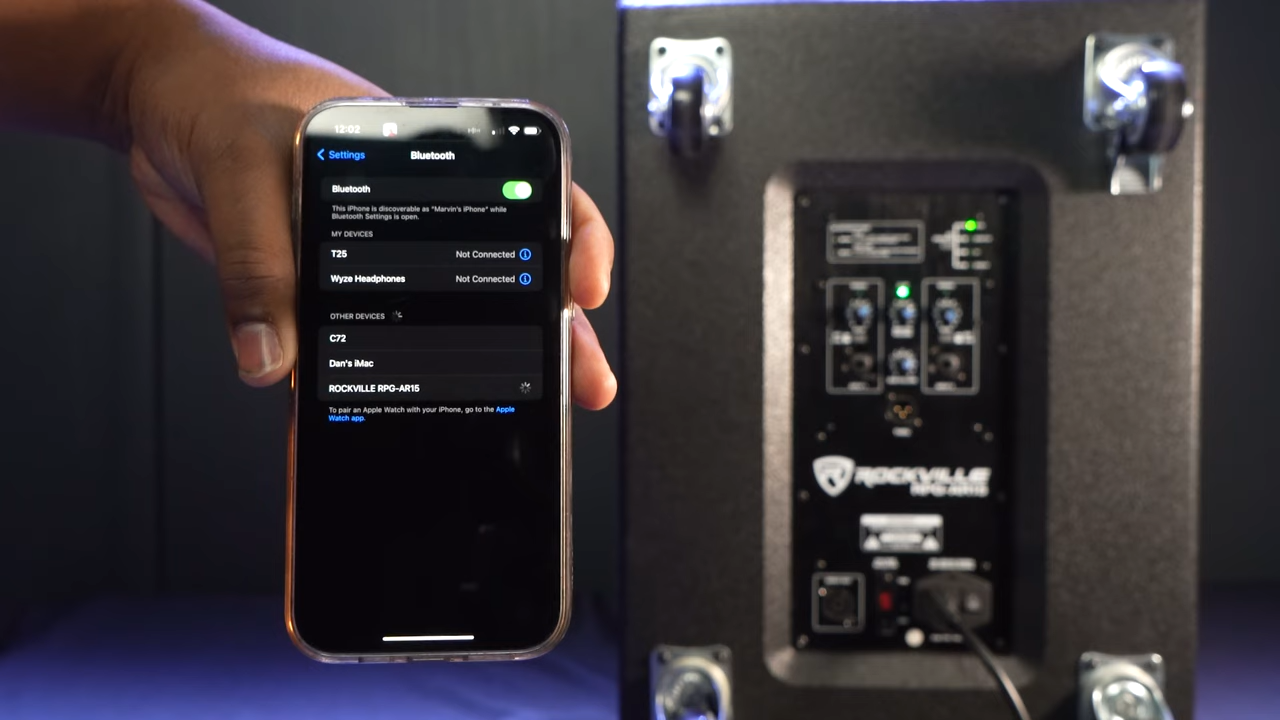 12:02
Settings
Bluetooth
Bluetooth
This iPhone is discoverable as "Marvin's iPhone" while
Bluetooth Settings is open.
MY DEVICES
T25
Not Connected
Wyze Headphones
Not Connected
OTHER DEVICES
C72
Dan's iMac
ROCKVILLE RPG-AR15
To pair an Apple Watch with your iPhone, go to the Apple
Watch app.
ROCKVILLE
RPG-AR15